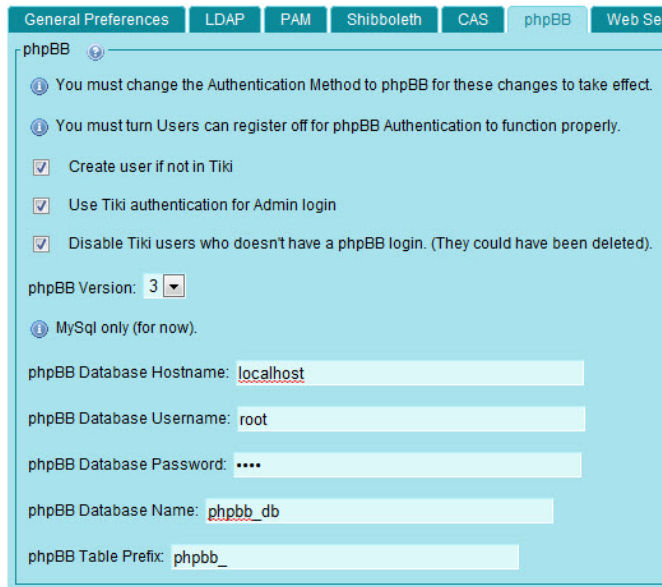 General Preferences LDAP PAM Shibboleth CAS phpBB Web Se
phpBB
You must change the Authentication Method to phpBB for these changes to take effect.
You must turn Users can register off for phpBB Authentication to function properly.
Create user if not in Tiki
Use Tiki authentication for Admin login
Disable Tiki users who doesn't have a phpBB login. (They could have been deleted).
phpBB Version: 3
MySql only (for now).
phpBB Database Hostname: localhost
phpBB Database Username: root
phpBB Database Password: ••••
phpBB Database Name: phpbb_db
phpBB Table Prefix: phpbb_